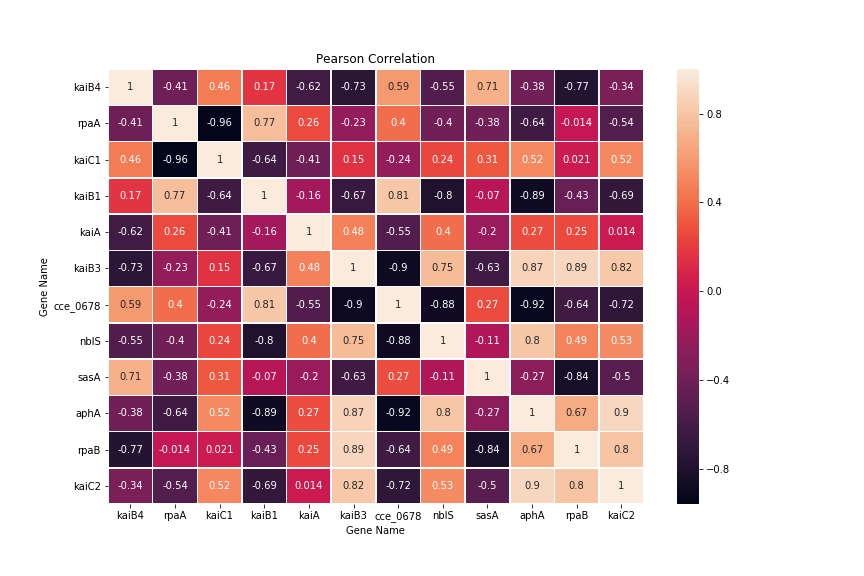 Pearson Correlation
Gene Name
kaiB4 1 -0.41 0.46 0.17 -0.62 -0.73 0.59 -0.55 0.71 -0.38 -0.77 -0.34
rpaA -0.41 1 -0.96 0.77 0.26 -0.23 0.4 -0.4 -0.38 -0.64 -0.014 -0.54
kaiC1 0.46 -0.96 1 -0.64 -0.41 0.15 -0.24 0.24 0.31 0.52 0.021 0.52
kaiB1 0.17 0.77 -0.64 1 -0.16 -0.67 0.81 -0.8 -0.07 -0.89 -0.43 -0.69
kaiA -0.62 0.26 -0.41 -0.16 1 0.48 -0.55 0.4 -0.2 0.27 0.25 0.014
kaiB3 -0.73 -0.23 0.15 -0.67 0.48 1 -0.9 0.75 -0.63 0.87 0.89 0.82
cce_0678 0.59 0.4 -0.24 0.81 -0.55 -0.9 1 -0.88 0.27 -0.92 -0.64 -0.72
nblS -0.55 -0.4 0.24 -0.8 0.4 0.75 -0.88 1 -0.11 0.8 0.49 0.53
sasA 0.71 -0.38 0.31 -0.07 -0.2 -0.63 0.27 -0.11 1 -0.27 -0.84 -0.5
aphA -0.38 -0.64 0.52 -0.89 0.27 0.87 -0.92 0.8 -0.27 1 0.67 0.9
rpaB -0.77 -0.014 0.021 -0.43 0.25 0.89 -0.64 0.49 -0.84 0.67 1 0.8
kaiC2 -0.34 -0.54 0.52 -0.69 0.014 0.82 -0.72 0.53 -0.5 0.9 0.8 1
kaiB4 rpaA kaiC1 kaiB1 kaiA kaiB3 cce_0678 nblS sasA aphA rpaB kaiC2
Gene Name
0.8
0.4
0.0
−0.4
−0.8